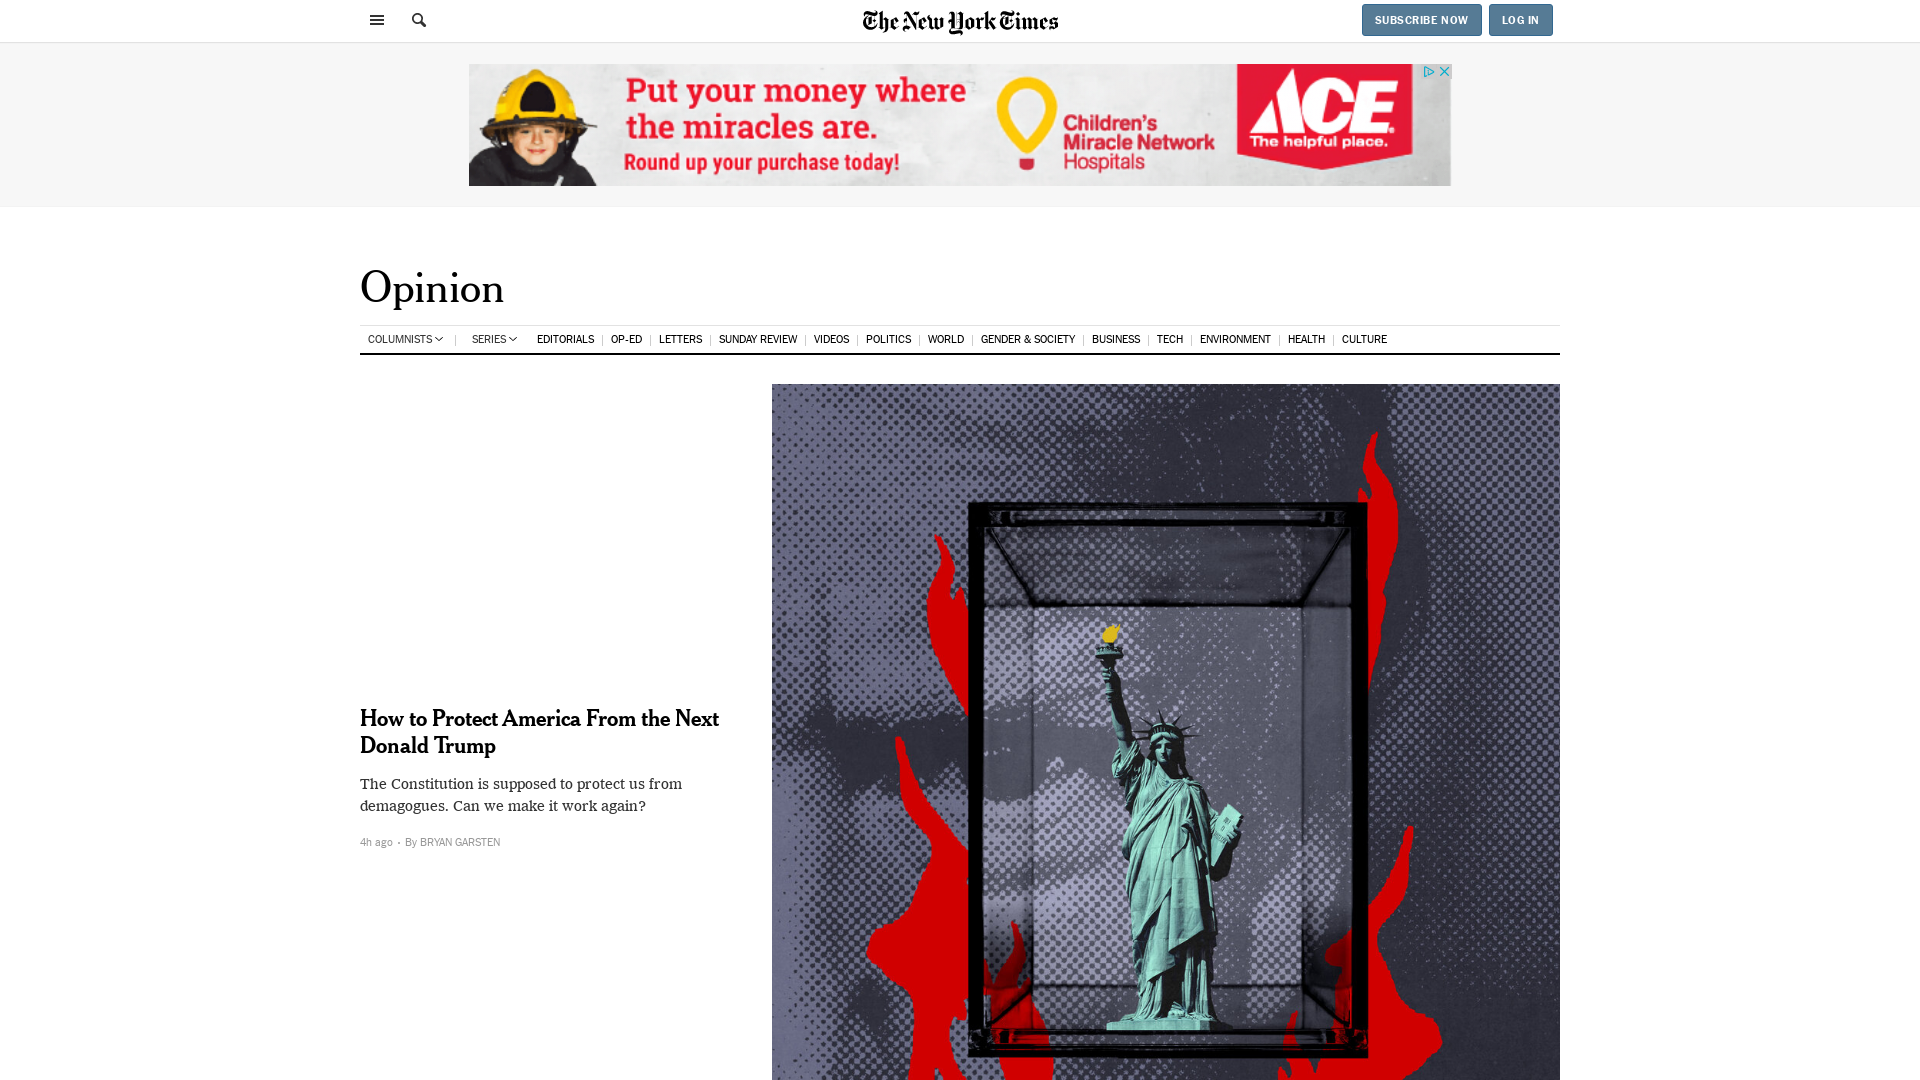 The New York Times
SUBSCRIBE NOW
LOG IN
Put your money where
the miracles are.
Round up your purchase today!
Children's
Miracle Network
Hospitals
ACE
The helpful place.
Opinion
COLUMNISTS SERIES EDITORIALS OP-ED LETTERS SUNDAY REVIEW VIDEOS POLITICS WORLD GENDER & SOCIETY BUSINESS TECH ENVIRONMENT HEALTH CULTURE
How to Protect America From the Next
Donald Trump
The Constitution is supposed to protect us from
demagogues. Can we make it work again?
4h ago • By BRYAN GARSTEN